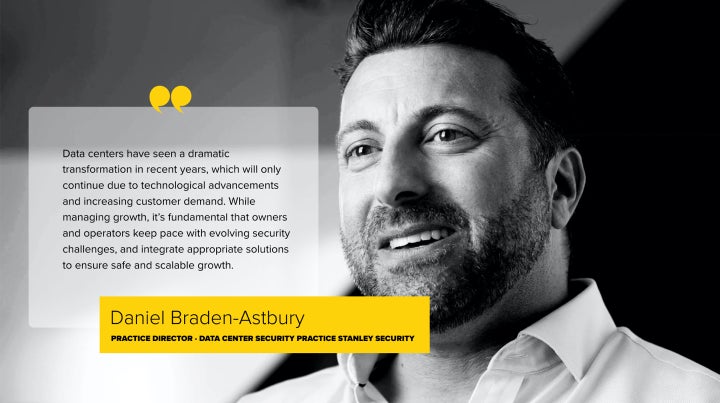 Data centers have seen a dramatic
transformation in recent years, which will only
continue due to technological advancements
and increasing customer demand. While
managing growth, it's fundamental that owners
and operators keep pace with evolving security
challenges, and integrate appropriate solutions
to ensure safe and scalable growth.
Daniel Braden-Astbury
PRACTICE DIRECTOR - DATA CENTER SECURITY PRACTICE STANLEY SECURITY